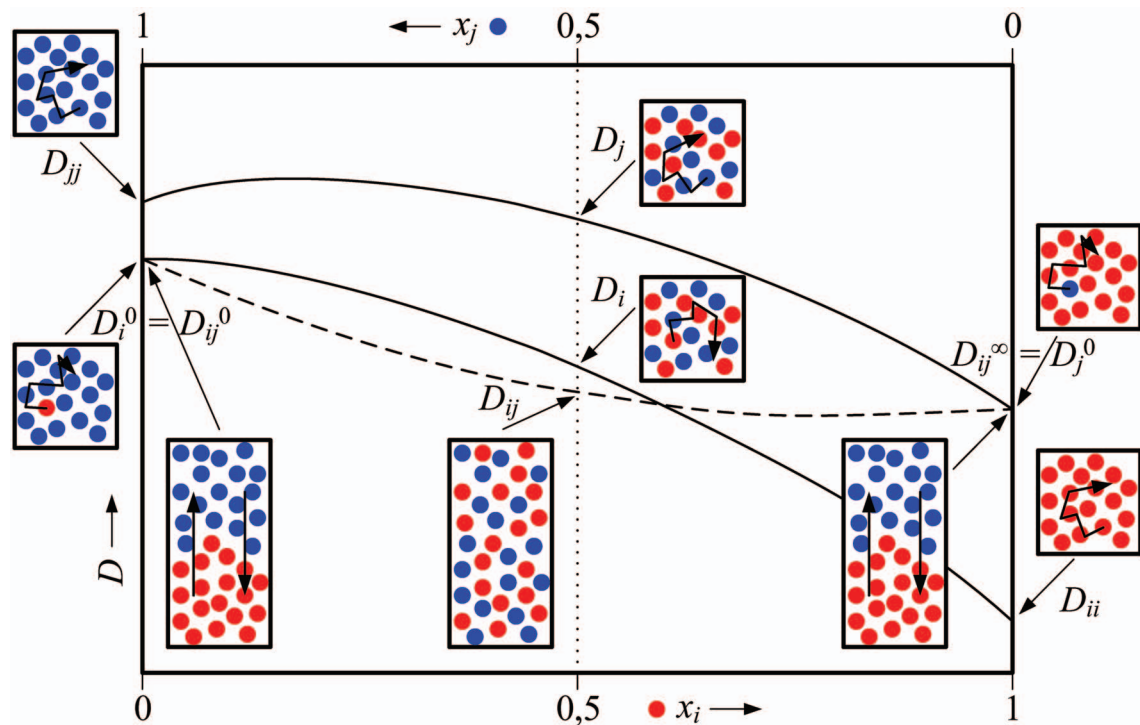 1 0,5 0
← x_j
D_jj
D_j
D_i
D_i^0 = D_ij^0
D_ij^∞ = D_j^0
D_ij
D →
D_ii
0 0,5 1
x_i →